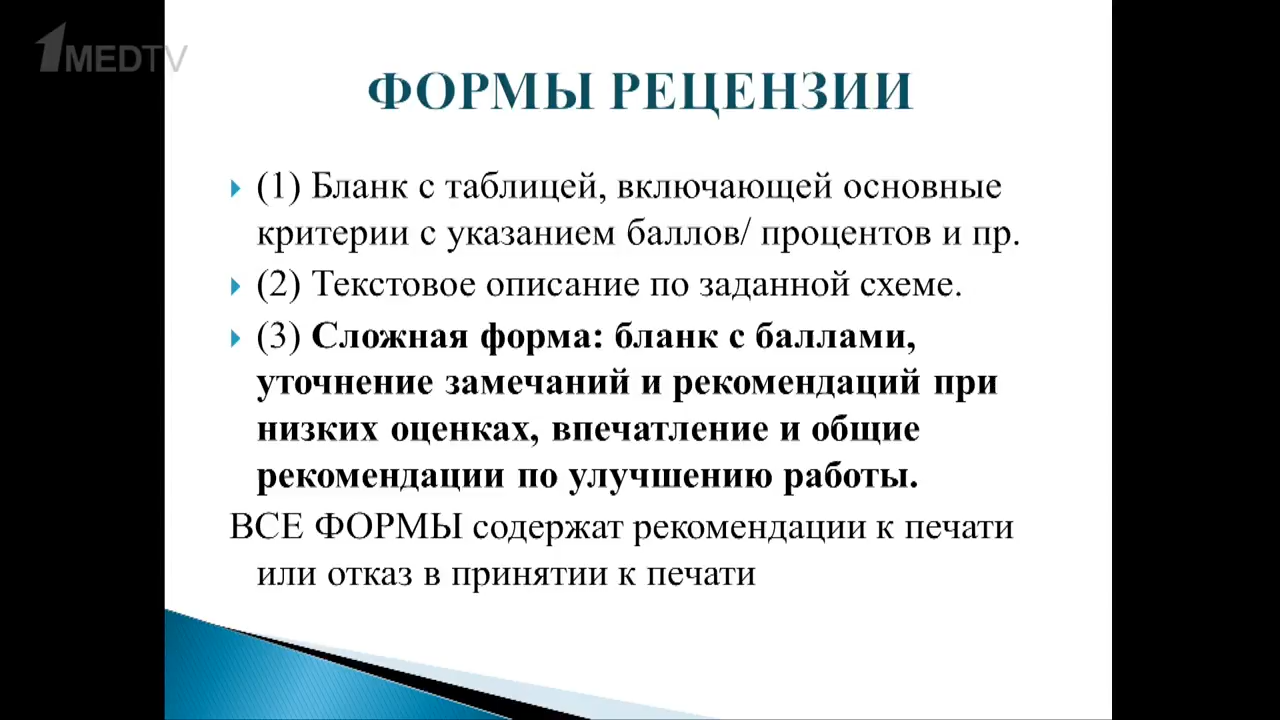 1MEDTV
ФОРМЫ РЕЦЕНЗИИ
(1) Бланк с таблицей, включающей основные
критерии с указанием баллов/ процентов и пр.
(2) Текстовое описание по заданной схеме.
(3) Сложная форма: бланк с баллами,
уточнение замечаний и рекомендаций при
низких оценках, впечатление и общие
рекомендации по улучшению работы.
ВСЕ ФОРМЫ содержат рекомендации к печати
или отказ в принятии к печати